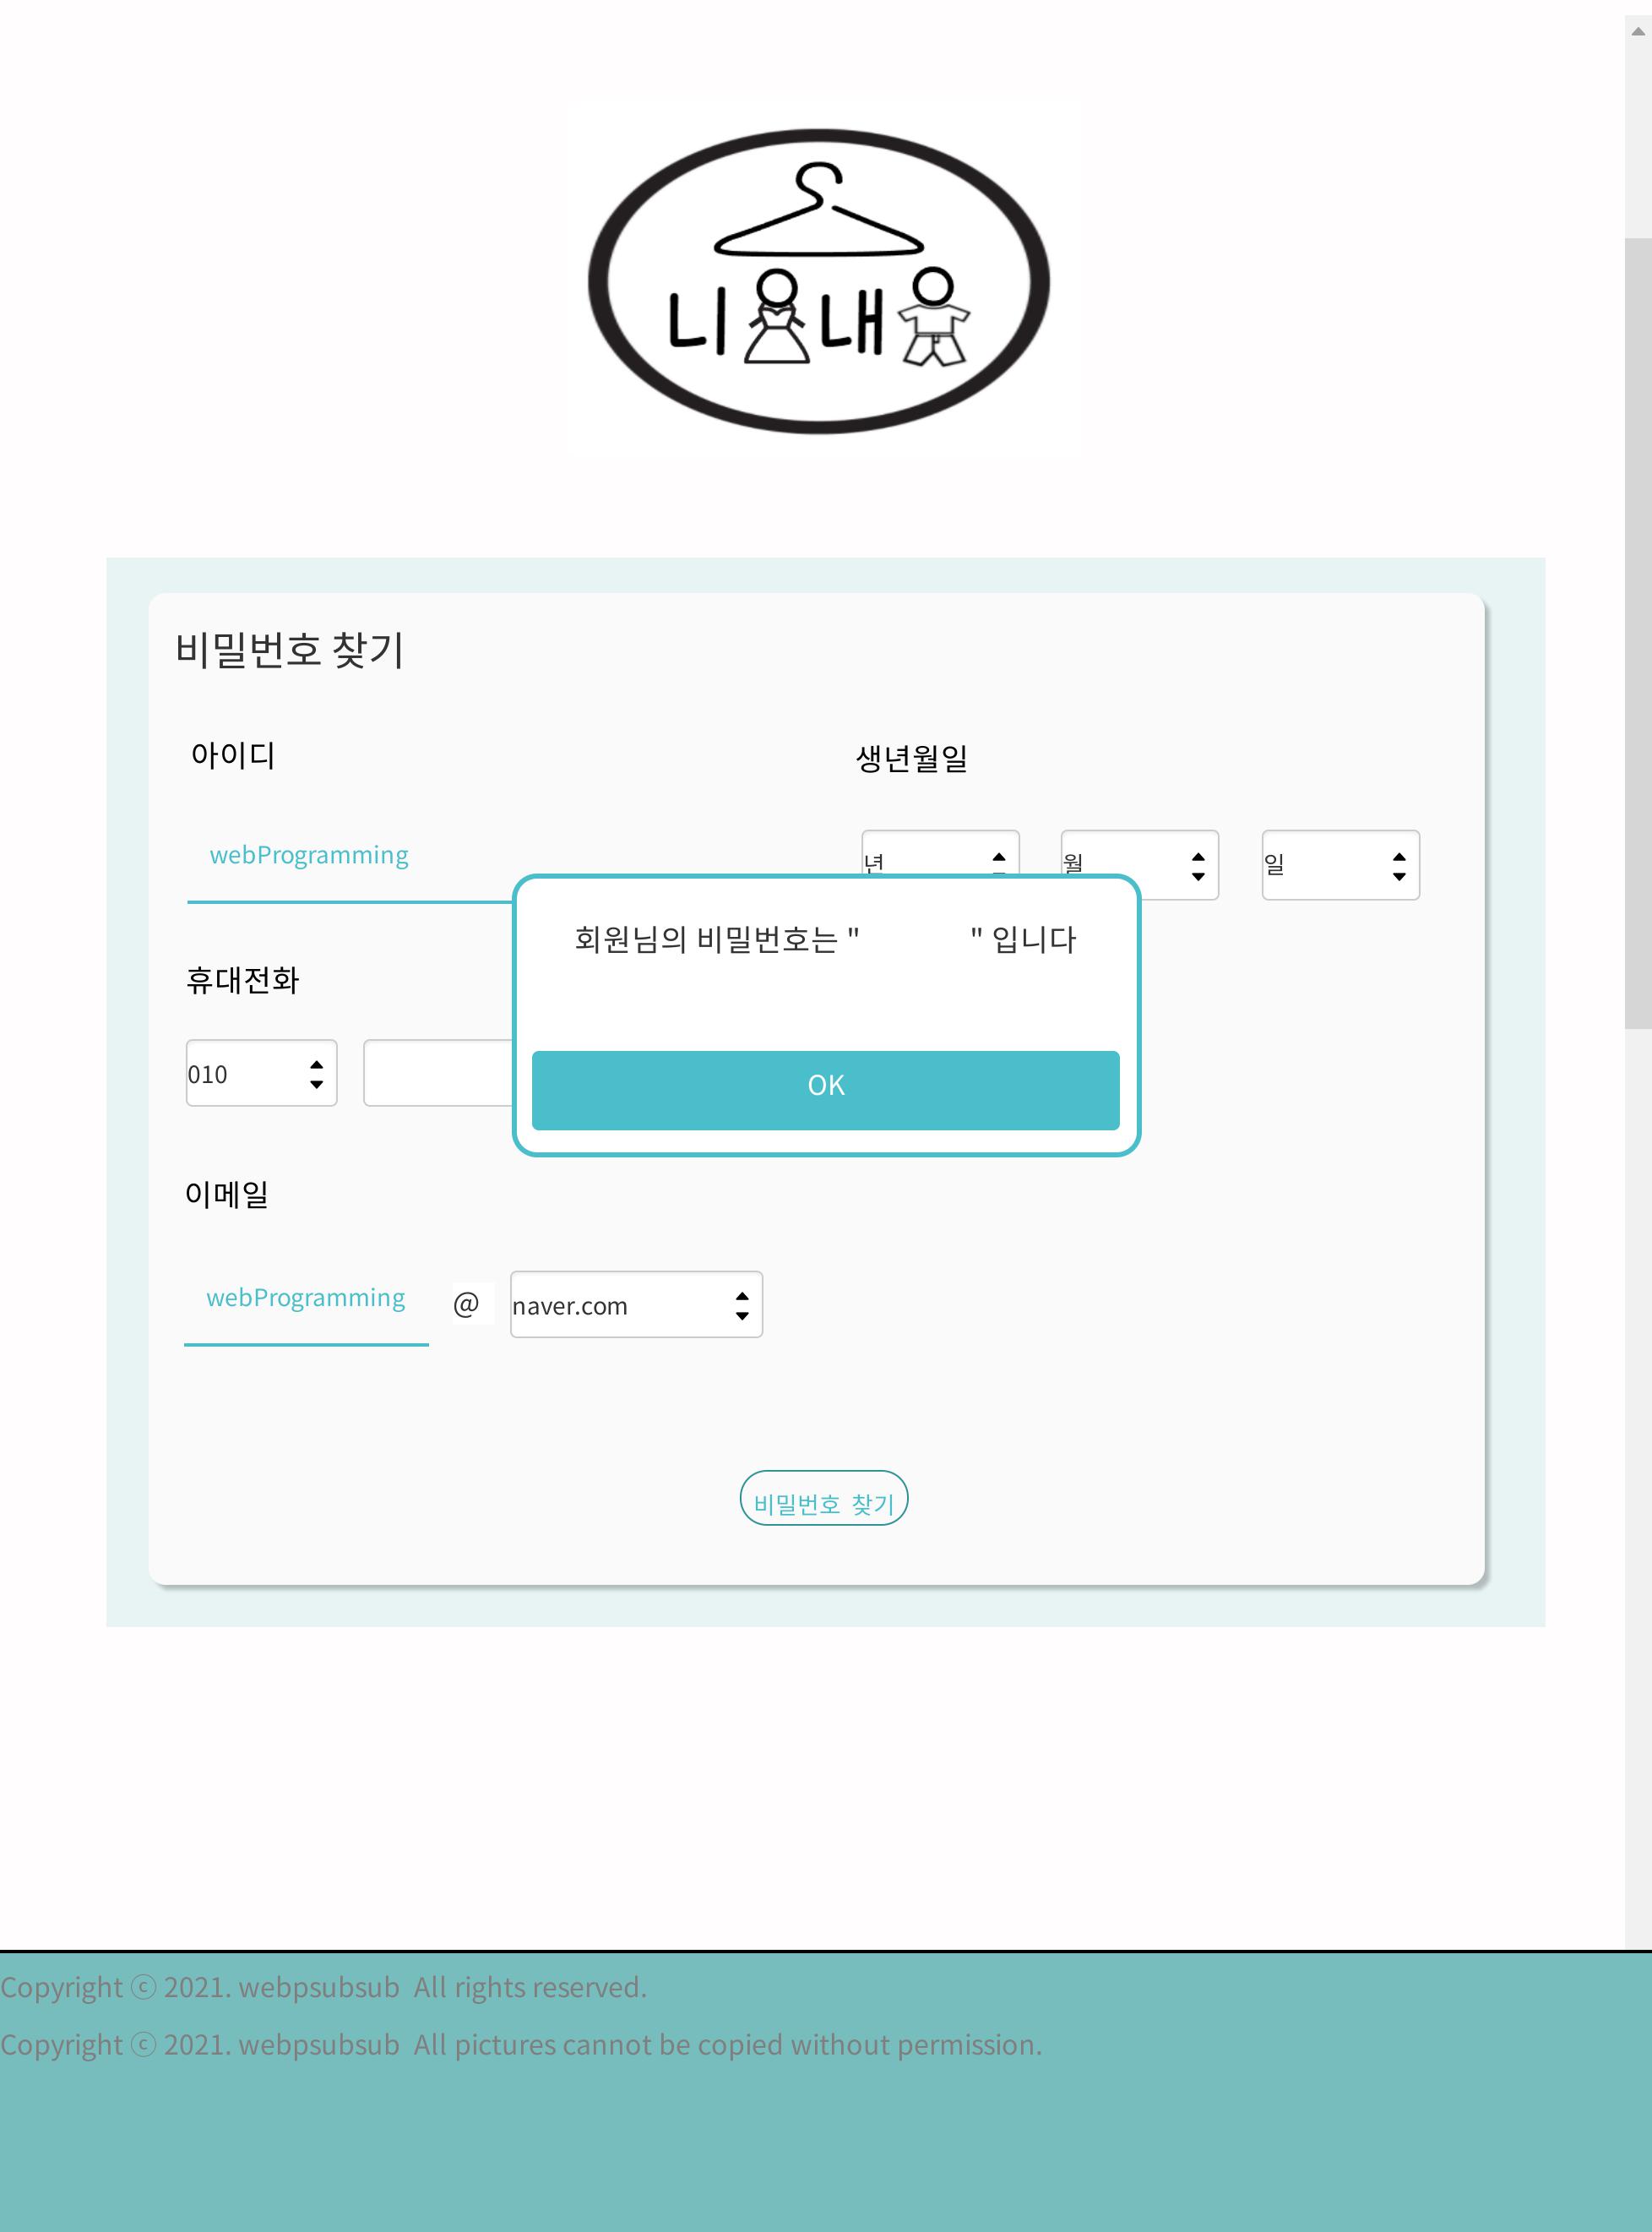 니옷내옷
비밀번호 찾기
아이디
생년월일
webProgramming
년
월
일
회원님의 비밀번호는 " " 입니다
휴대전화
010
OK
이메일
webProgramming @ naver.com
비밀번호 찾기
Copyright ⓒ 2021. webpsubsub All rights reserved.
Copyright ⓒ 2021. webpsubsub All pictures cannot be copied without permission.